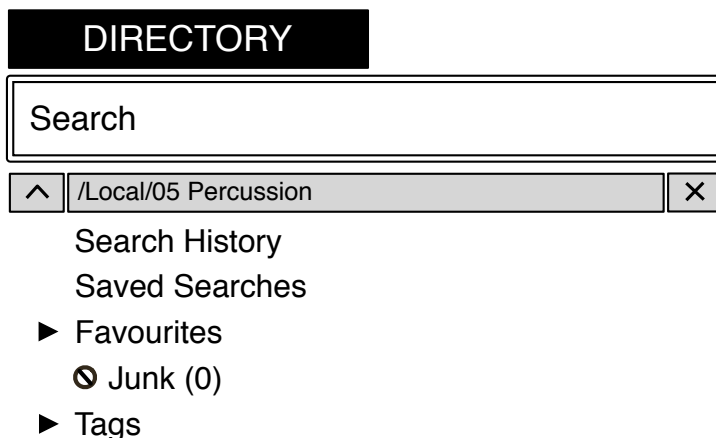 DIRECTORY
Search
/Local/05 Percussion
Search History
Saved Searches
Favourites
Junk (0)
Tags